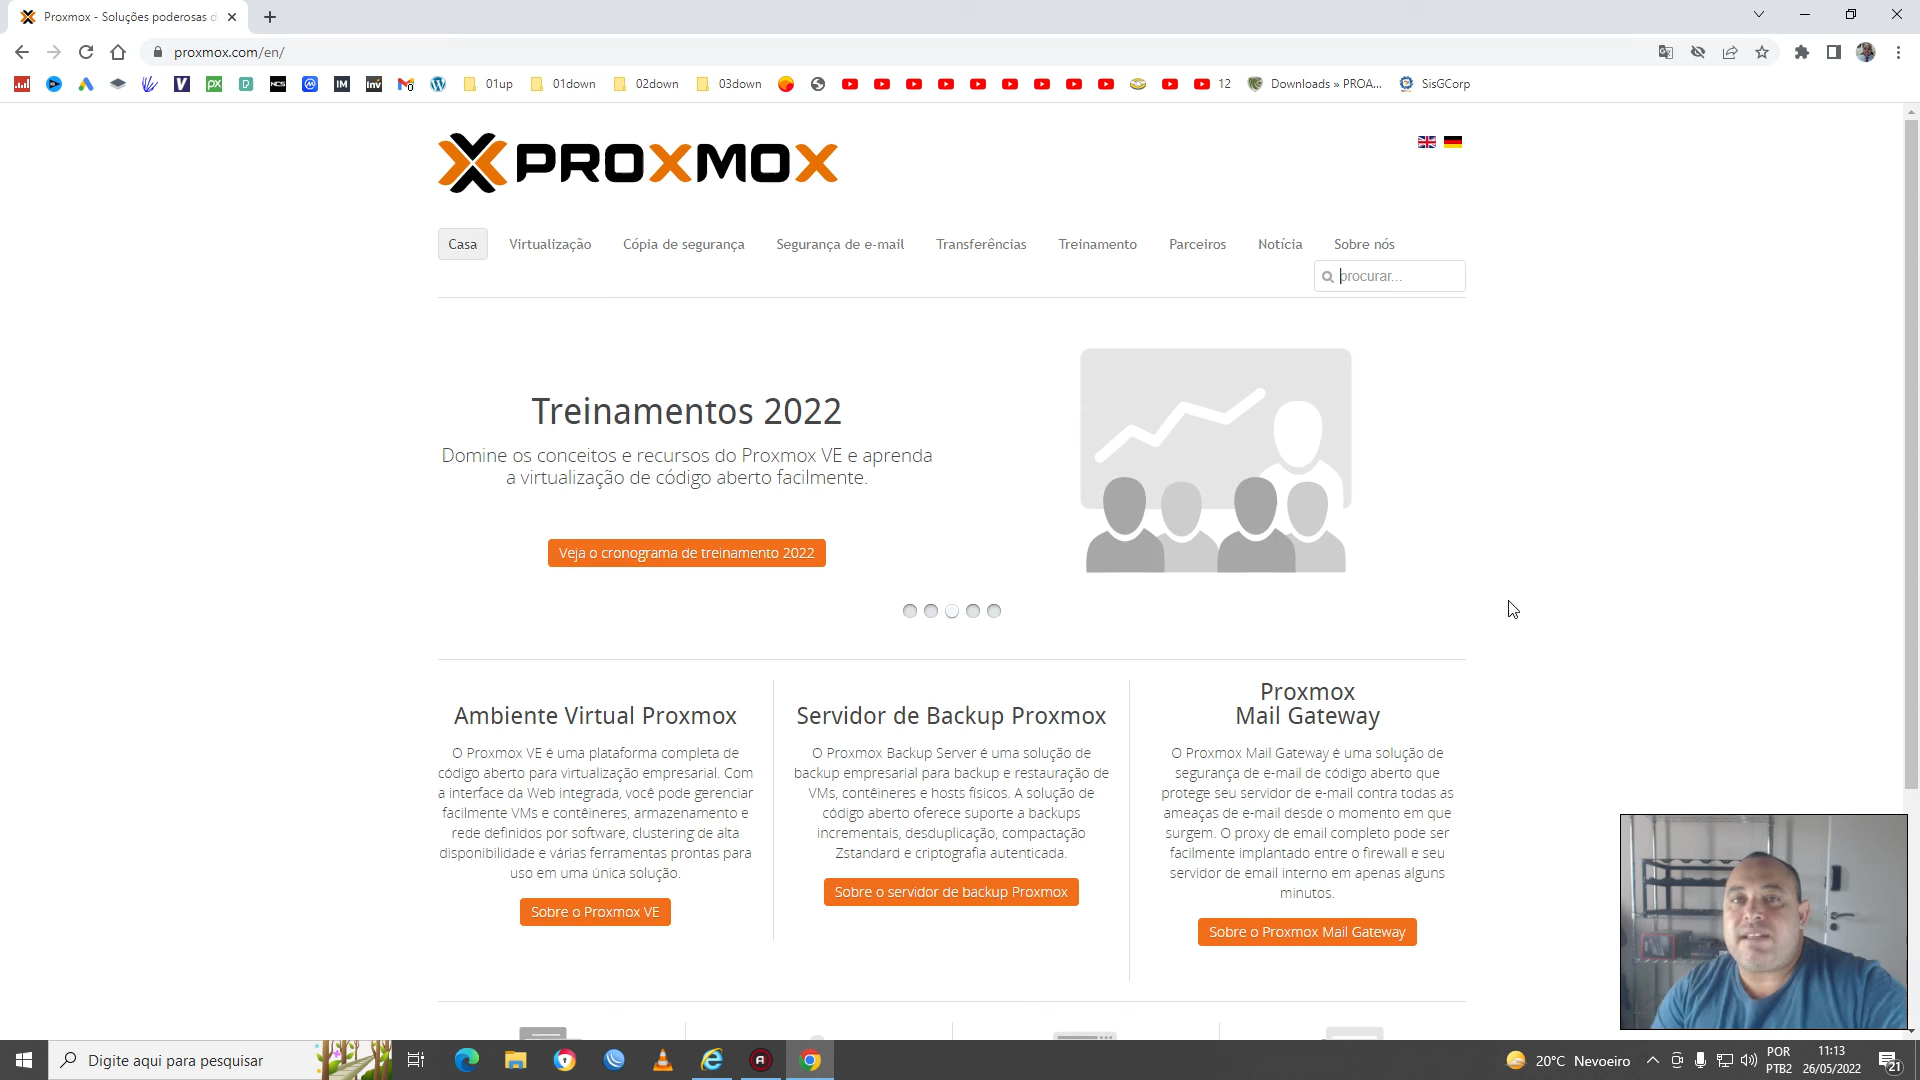 Proxmox - Soluções poderosas d
proxmox.com/en/
01up
01down
02down
03down
12
Downloads » PROA...
SisGCorp
PROXMOX
Casa
Virtualização
Cópia de segurança
Segurança de e-mail
Transferências
Treinamento
Parceiros
Notícia
Sobre nós
procurar...
Treinamentos 2022
Domine os conceitos e recursos do Proxmox VE e aprenda
a virtualização de código aberto facilmente.
Veja o cronograma de treinamento 2022
Ambiente Virtual Proxmox
O Proxmox VE é uma plataforma completa de
código aberto para virtualização empresarial. Com
a interface da Web integrada, você pode gerenciar
facilmente VMs e contêineres, armazenamento e
rede definidos por software, clustering de alta
disponibilidade e várias ferramentas prontas para
uso em uma única solução.
Sobre o Proxmox VE
Servidor de Backup Proxmox
O Proxmox Backup Server é uma solução de
backup empresarial para backup e restauração de
VMs, contêineres e hosts físicos. A solução de
código aberto oferece suporte a backups
incrementais, desduplicação, compactação
Zstandard e criptografia autenticada.
Sobre o servidor de backup Proxmox
Proxmox
Mail Gateway
O Proxmox Mail Gateway é uma solução de
segurança de e-mail de código aberto que
protege seu servidor de e-mail contra todas as
ameaças de e-mail desde o momento em que
surgem. O proxy de email completo pode ser
facilmente implantado entre o firewall e seu
servidor de email interno em apenas alguns
minutos.
Sobre o Proxmox Mail Gateway
Digite aqui para pesquisar
20°C Nevoeiro
POR
PTB2
11:13
26/05/2022
21